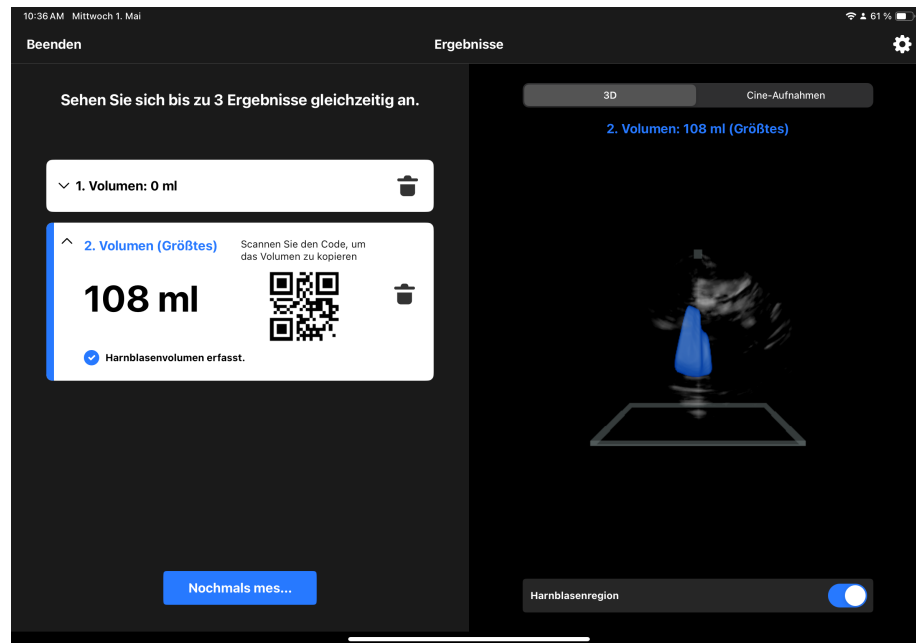 10:36 AM Mittwoch 1. Mai
61 %
Beenden
Ergebnisse
Sehen Sie sich bis zu 3 Ergebnisse gleichzeitig an.
1. Volumen: 0 ml
2. Volumen (Größtes)
Scannen Sie den Code, um
das Volumen zu kopieren
108 ml
Harnblasenvolumen erfasst.
Nochmals mes...
3D
Cine-Aufnahmen
2. Volumen: 108 ml (Größtes)
Harnblasenregion